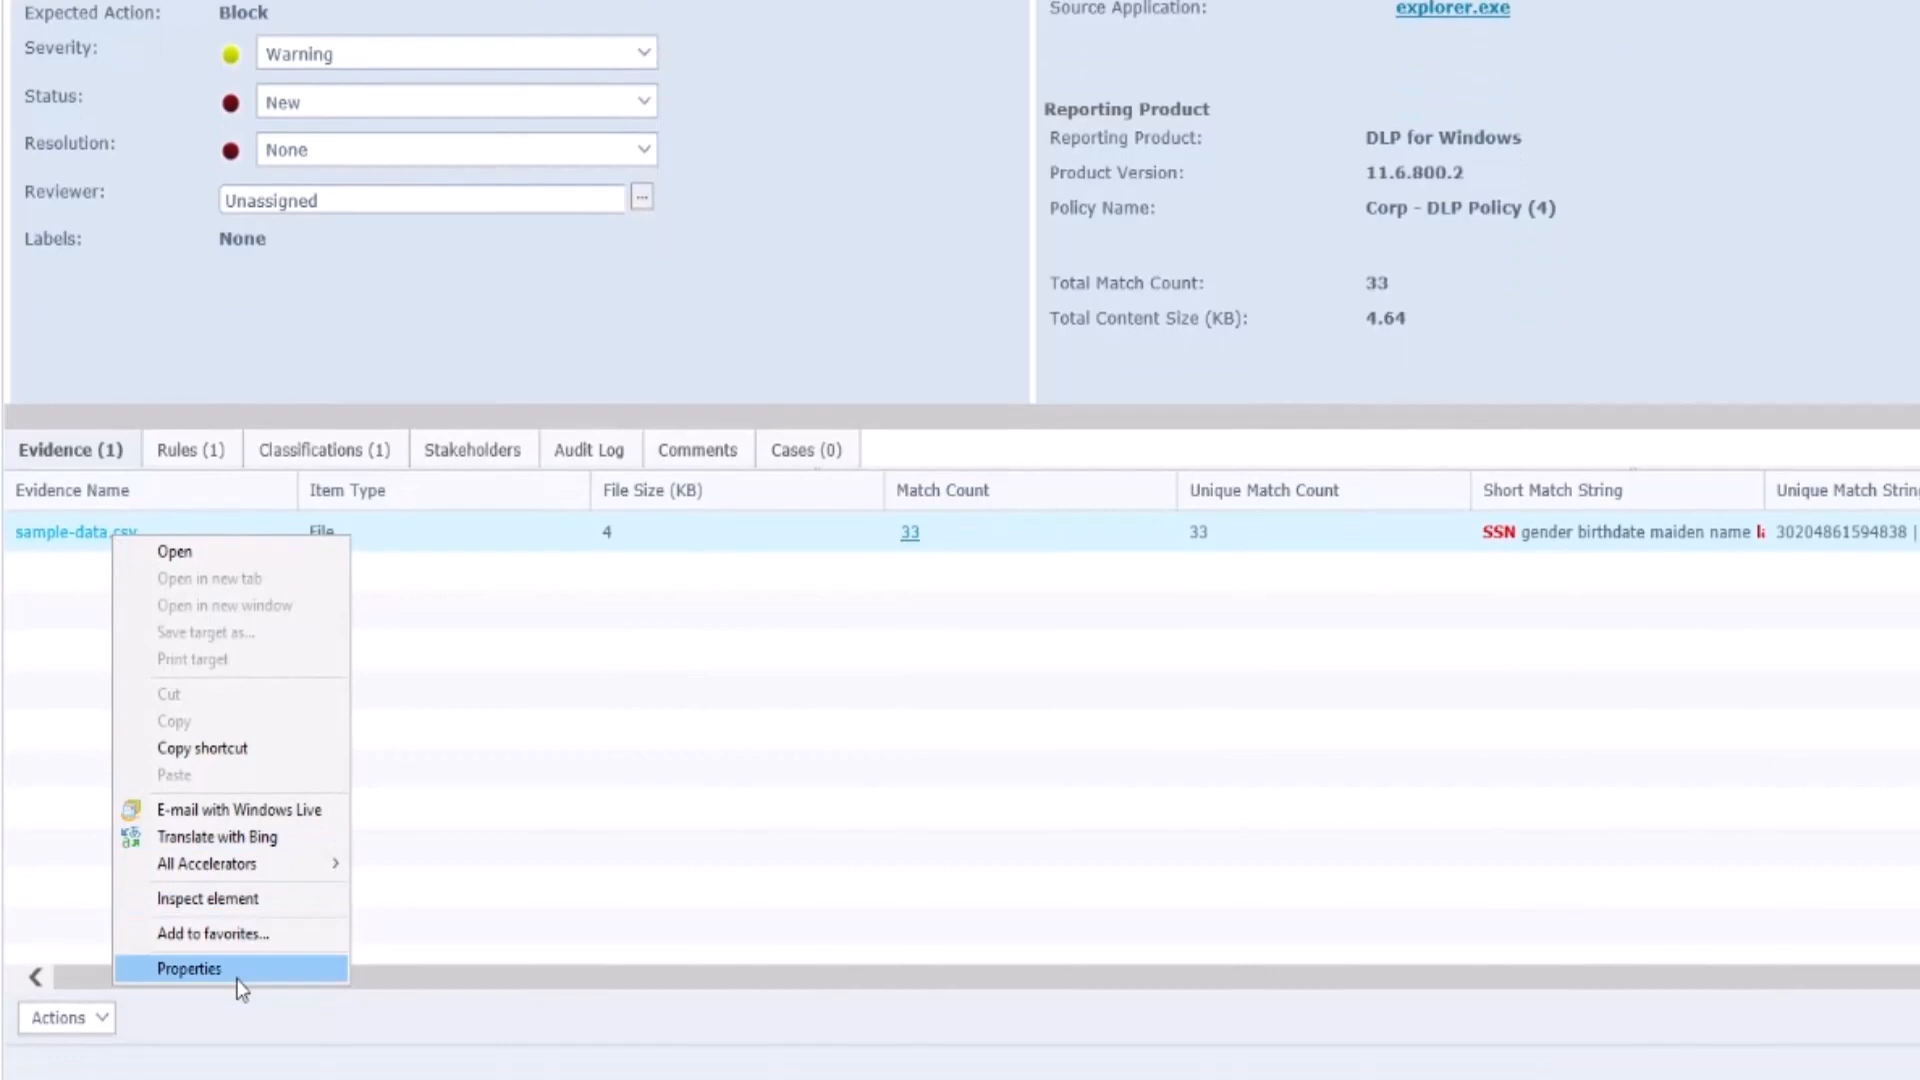 Expected Action: Block
Severity: Warning
Status: New
Resolution: None
Reviewer: Unassigned ...
Labels: None
Source Application: explorer.exe
Reporting Product
Reporting Product: DLP for Windows
Product Version: 11.6.800.2
Policy Name: Corp - DLP Policy (4)
Total Match Count: 33
Total Content Size (KB): 4.64
Evidence (1) Rules (1) Classifications (1) Stakeholders Audit Log Comments Cases (0)
Evidence Name Item Type File Size (KB) Match Count Unique Match Count Short Match String Unique Match String
sample-data.csv File 4 33 33 SSN gender birthdate maiden name 30204861594838 |
Open
Open in new tab
Open in new window
Save target as...
Print target
Cut
Copy
Copy shortcut
Paste
E-mail with Windows Live
Translate with Bing
All Accelerators
Inspect element
Add to favorites...
Properties
Actions